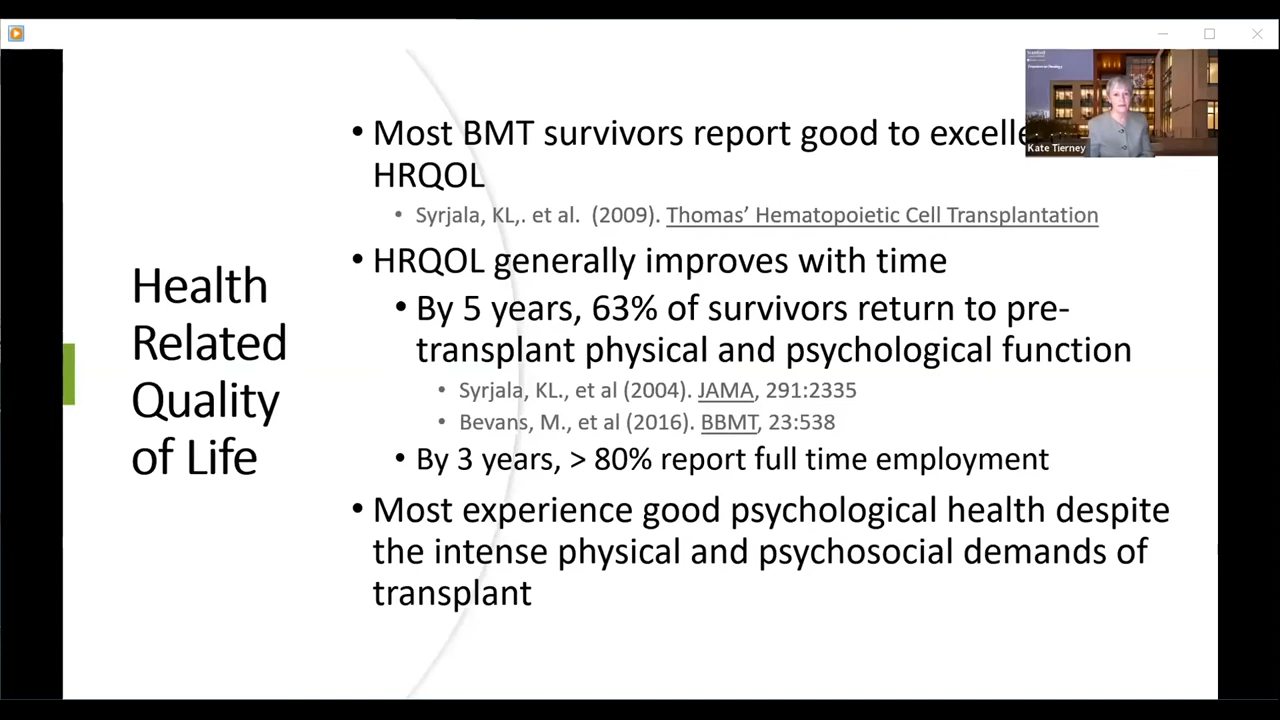 • Most BMT survivors report good to excelle
HRQOL
• Syrjala, KL,. et al. (2009). Thomas’ Hematopoietic Cell Transplantation
• HRQOL generally improves with time
• By 5 years, 63% of survivors return to pre-
transplant physical and psychological function
• Syrjala, KL., et al (2004). JAMA, 291:2335
• Bevans, M., et al (2016). BBMT, 23:538
• By 3 years, > 80% report full time employment
• Most experience good psychological health despite
the intense physical and psychosocial demands of
transplant
Health
Related
Quality
of Life
Kate Tierney